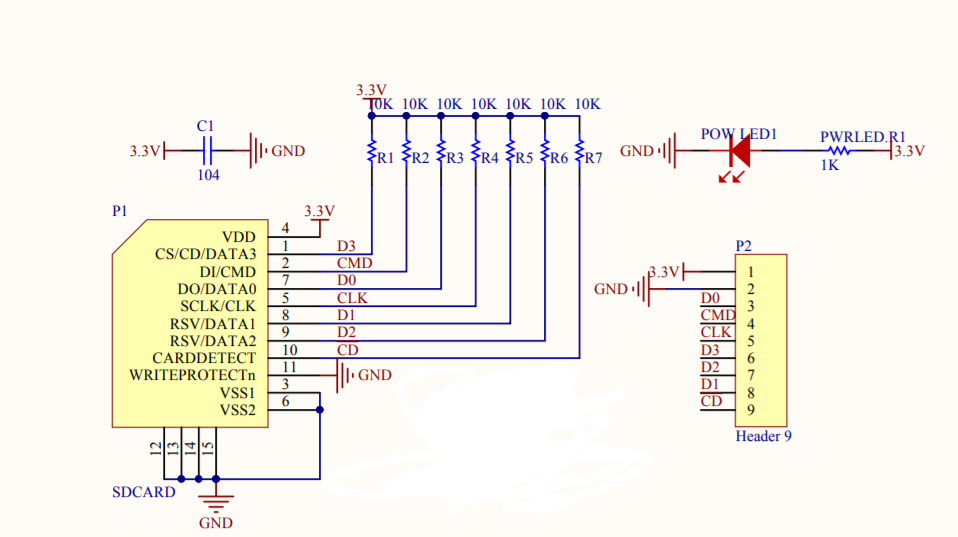 3.3V
10K 10K 10K 10K 10K 10K 10K
C1
3.3V GND
104
R1 R2 R3 R4 R5 R6 R7
POW LED1 PWRLED.R1
GND 3.3V
1K
P1
3.3V
VDD 4
CS/CD/DATA3 1 D3
DI/CMD 2 CMD
DO/DATA0 7 D0
SCLK/CLK 5 CLK
RSV/DATA1 8 D1
RSV/DATA2 9 D2
CARDDETECT 10 CD
WRITEPROTECTn 11 GND
VSS1 3
VSS2 6
12 13 14 15
SDCARD
GND
P2
3.3V 1
GND 2
D0 3
CMD 4
CLK 5
D3 6
D2 7
D1 8
CD 9
Header 9